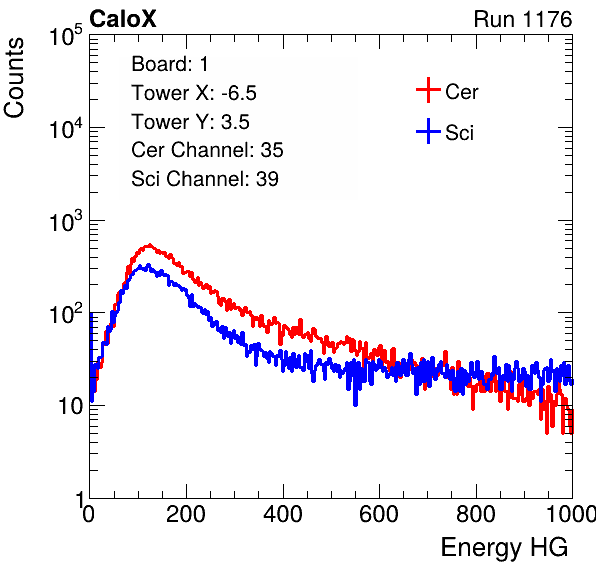 CaloX Run 1176
Counts
10^5
10^4
10^3
10^2
10
1
Board: 1
Tower X: -6.5
Tower Y: 3.5
Cer Channel: 35
Sci Channel: 39
Cer
Sci
0 200 400 600 800 1000
Energy HG